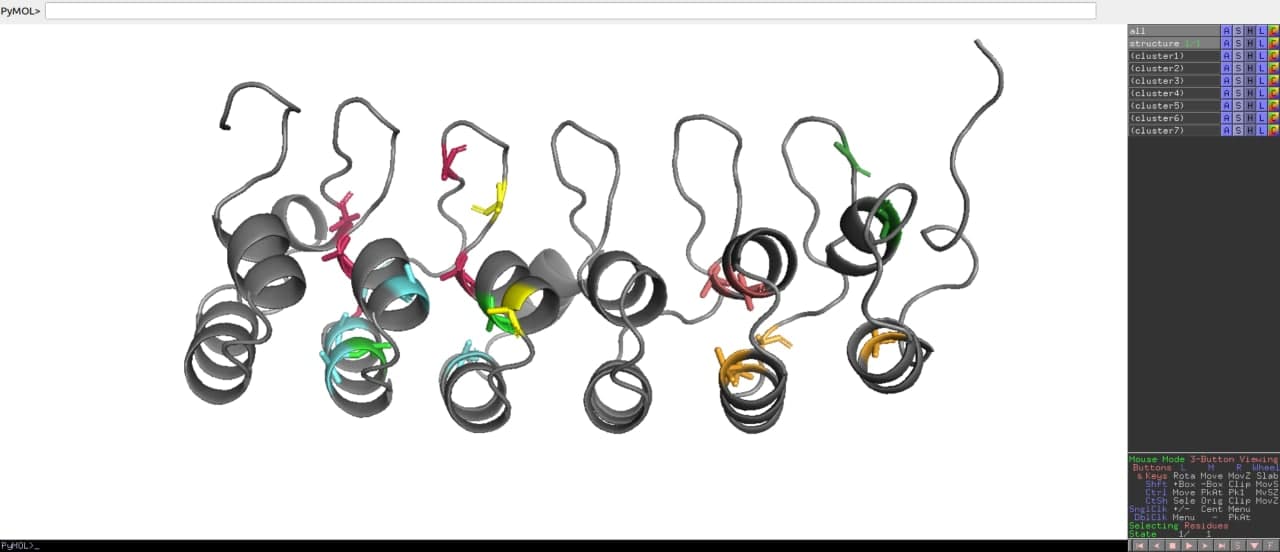 PyMOL>
all A S H L C
structure 1/1 A S H L C
(cluster1) A S H L C
(cluster2) A S H L C
(cluster3) A S H L C
(cluster4) A S H L C
(cluster5) A S H L C
(cluster6) A S H L C
(cluster7) A S H L C
Mouse Mode 3-Button Viewing
Buttons L M R Wheel
& Keys Rota Move MovZ Slab
Shft +Box -Box Clip MovS
Ctrl Move PkAt Pk1 MvSZ
CtSh Sele Orig Clip MovZ
SnglClk +/- Cent Menu
DblClk Menu - PkAt
Selecting Residues
State 1/ 1
PyMOL>_
S F